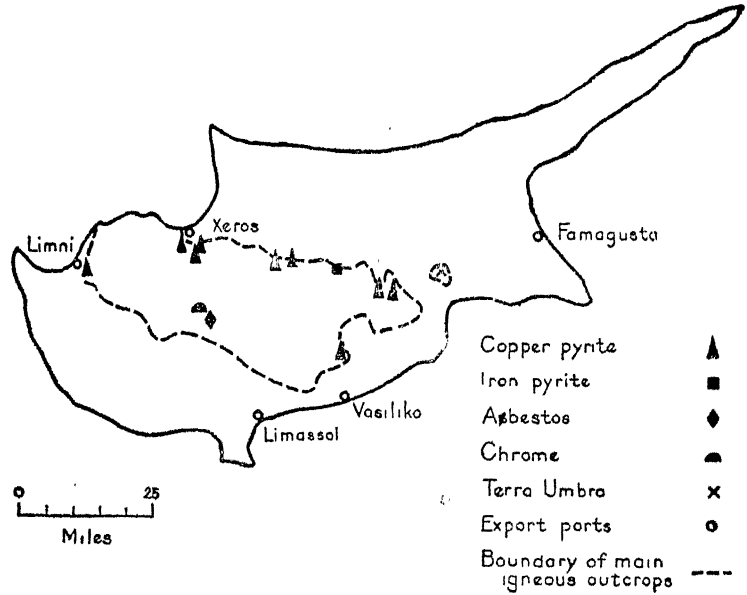 Limni
Xeros
Famagusta
Vasiliko
Limassol
0 25
Miles
Copper pyrite
Iron pyrite
Asbestos
Chrome
Terra Umbra
Export ports
Boundary of main
igneous outcrops